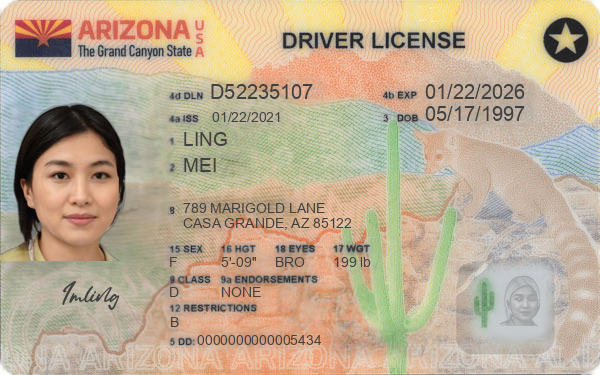 ARIZONA USA
The Grand Canyon State
DRIVER LICENSE
4d DLN D52235107
4b EXP 01/22/2026
4a ISS 01/22/2021
3 DOB 05/17/1997
1 LING
2 MEI
8 789 MARIGOLD LANE
CASA GRANDE, AZ 85122
15 SEX 16 HGT 18 EYES 17 WGT
F 5'-09" BRO 199 lb
9 CLASS 9a ENDORSEMENTS
D NONE
12 RESTRICTIONS
B
5 DD: 0000000000005434
ARIZONA ARIZONA ARIZONA ARIZONA